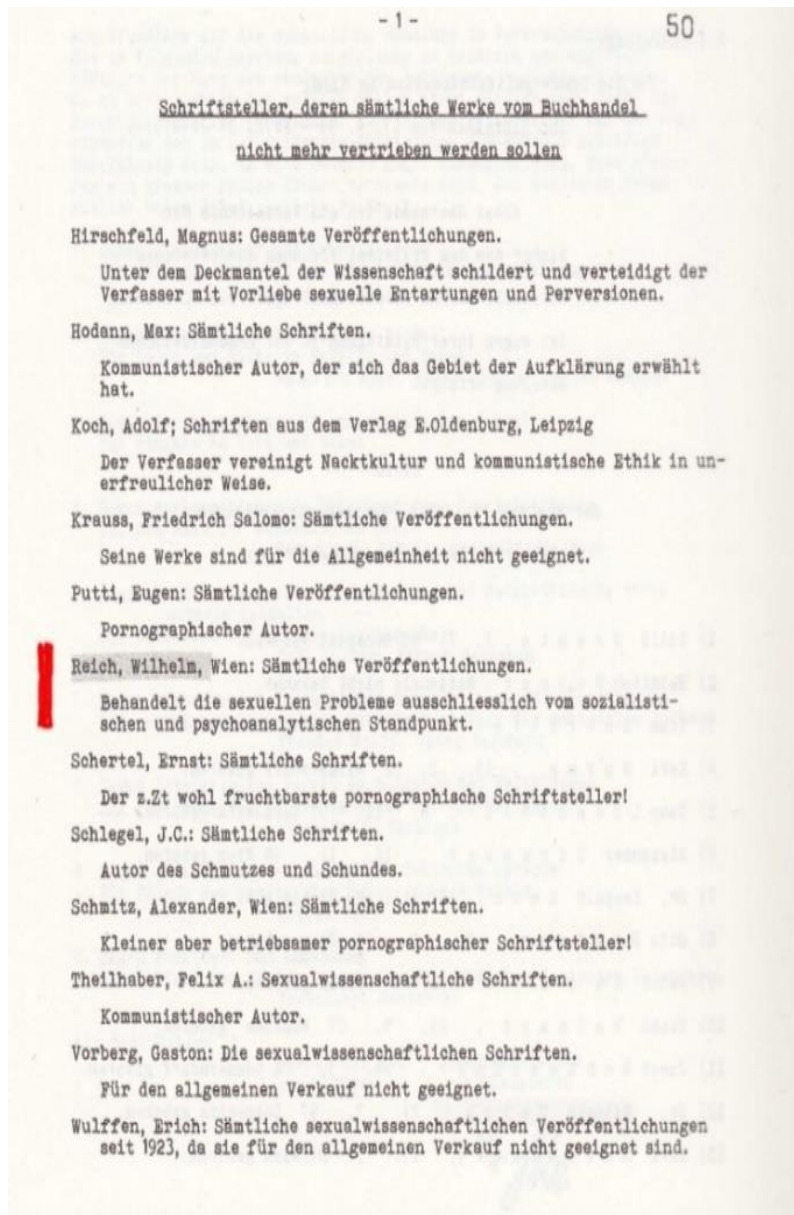 - 1 -
50
Schriftsteller, deren sämtliche Werke vom Buchhandel
nicht mehr vertrieben werden sollen
Hirschfeld, Magnus: Gesamte Veröffentlichungen.
Unter dem Deckmantel der Wissenschaft schildert und verteidigt der
Verfasser mit Vorliebe sexuelle Entartungen und Perversionen.
Hodann, Max: Sämtliche Schriften.
Kommunistischer Autor, der sich das Gebiet der Aufklärung erwählt
hat.
Koch, Adolf; Schriften aus dem Verlag E.Oldenburg, Leipzig
Der Verfasser vereinigt Nacktkultur und kommunistische Ethik in un-
erfreulicher Weise.
Krauss, Friedrich Salomo: Sämtliche Veröffentlichungen.
Seine Werke sind für die Allgemeinheit nicht geeignet.
Putti, Eugen: Sämtliche Veröffentlichungen.
Pornographischer Autor.
Reich, Wilhelm, Wien: Sämtliche Veröffentlichungen.
Behandelt die sexuellen Probleme ausschliesslich vom sozialisti-
schen und psychoanalytischen Standpunkt.
Schertel, Ernst: Sämtliche Schriften.
Der z.Zt wohl fruchtbarste pornographische Schriftsteller!
Schlegel, J.C.: Sämtliche Schriften.
Autor des Schmutzes und Schundes.
Schmitz, Alexander, Wien: Sämtliche Schriften.
Kleiner aber betriebsamer pornographischer Schriftsteller!
Theilhaber, Felix A.: Sexualwissenschaftliche Schriften.
Kommunistischer Autor.
Vorberg, Gaston: Die sexualwissenschaftlichen Schriften.
Für den allgemeinen Verkauf nicht geeignet.
Wulffen, Erich: Sämtliche sexualwissenschaftlichen Veröffentlichungen
seit 1923, da sie für den allgemeinen Verkauf nicht geeignet sind.